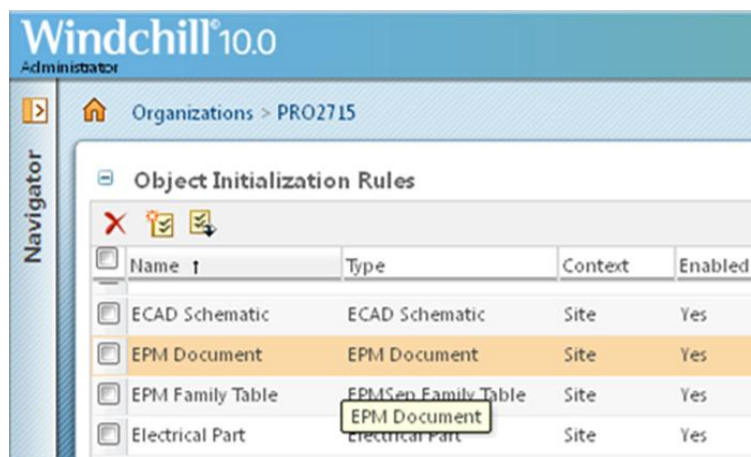 Windchill® 10.0
Administrator
Organizations > PRO2715
Navigator
Object Initialization Rules
Name Type Context Enabled
ECAD Schematic ECAD Schematic Site Yes
EPM Document EPM Document Site Yes
EPM Family Table EPMSep Family Table Site Yes
EPM Document
Electrical Part Electrical Part Site Yes